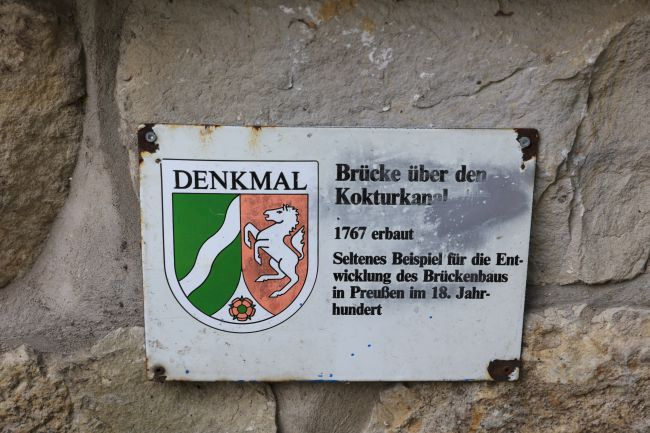 DENKMAL
Brücke über den
Kokturkanal
1767 erbaut
Seltenes Beispiel für die Ent-
wicklung des Brückenbaus
in Preußen im 18. Jahr-
hundert